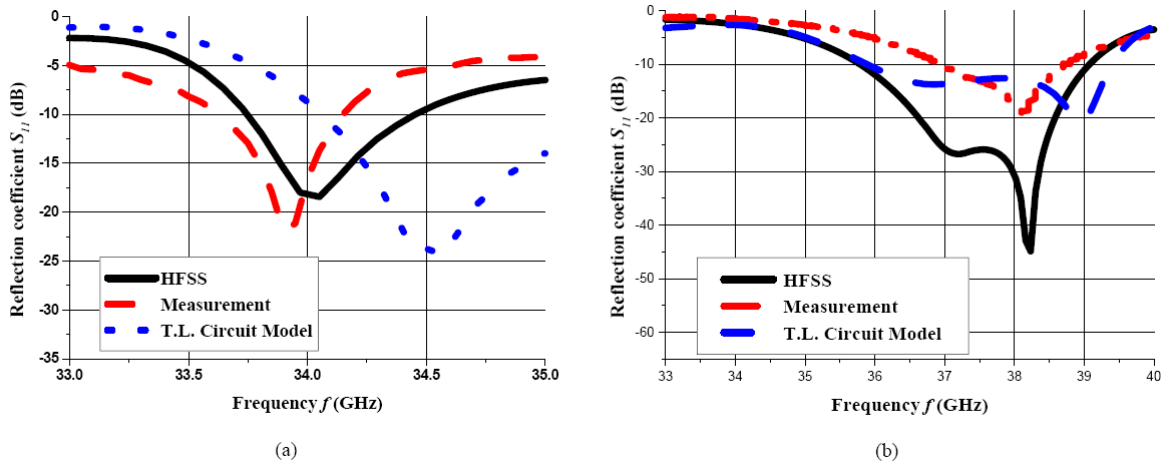 0
-5
-10
-15
-20
-25
-30
-35
33.0 33.5 34.0 34.5 35.0
Reflection coefficient S11 (dB)
Frequency f (GHz)
HFSS
Measurement
T.L. Circuit Model
(a)
0
-10
-20
-30
-40
-50
-60
33 34 35 36 37 38 39 40
Reflection coefficient S11 (dB)
Frequency f (GHz)
HFSS
Measurement
T.L. Circuit Model
(b)